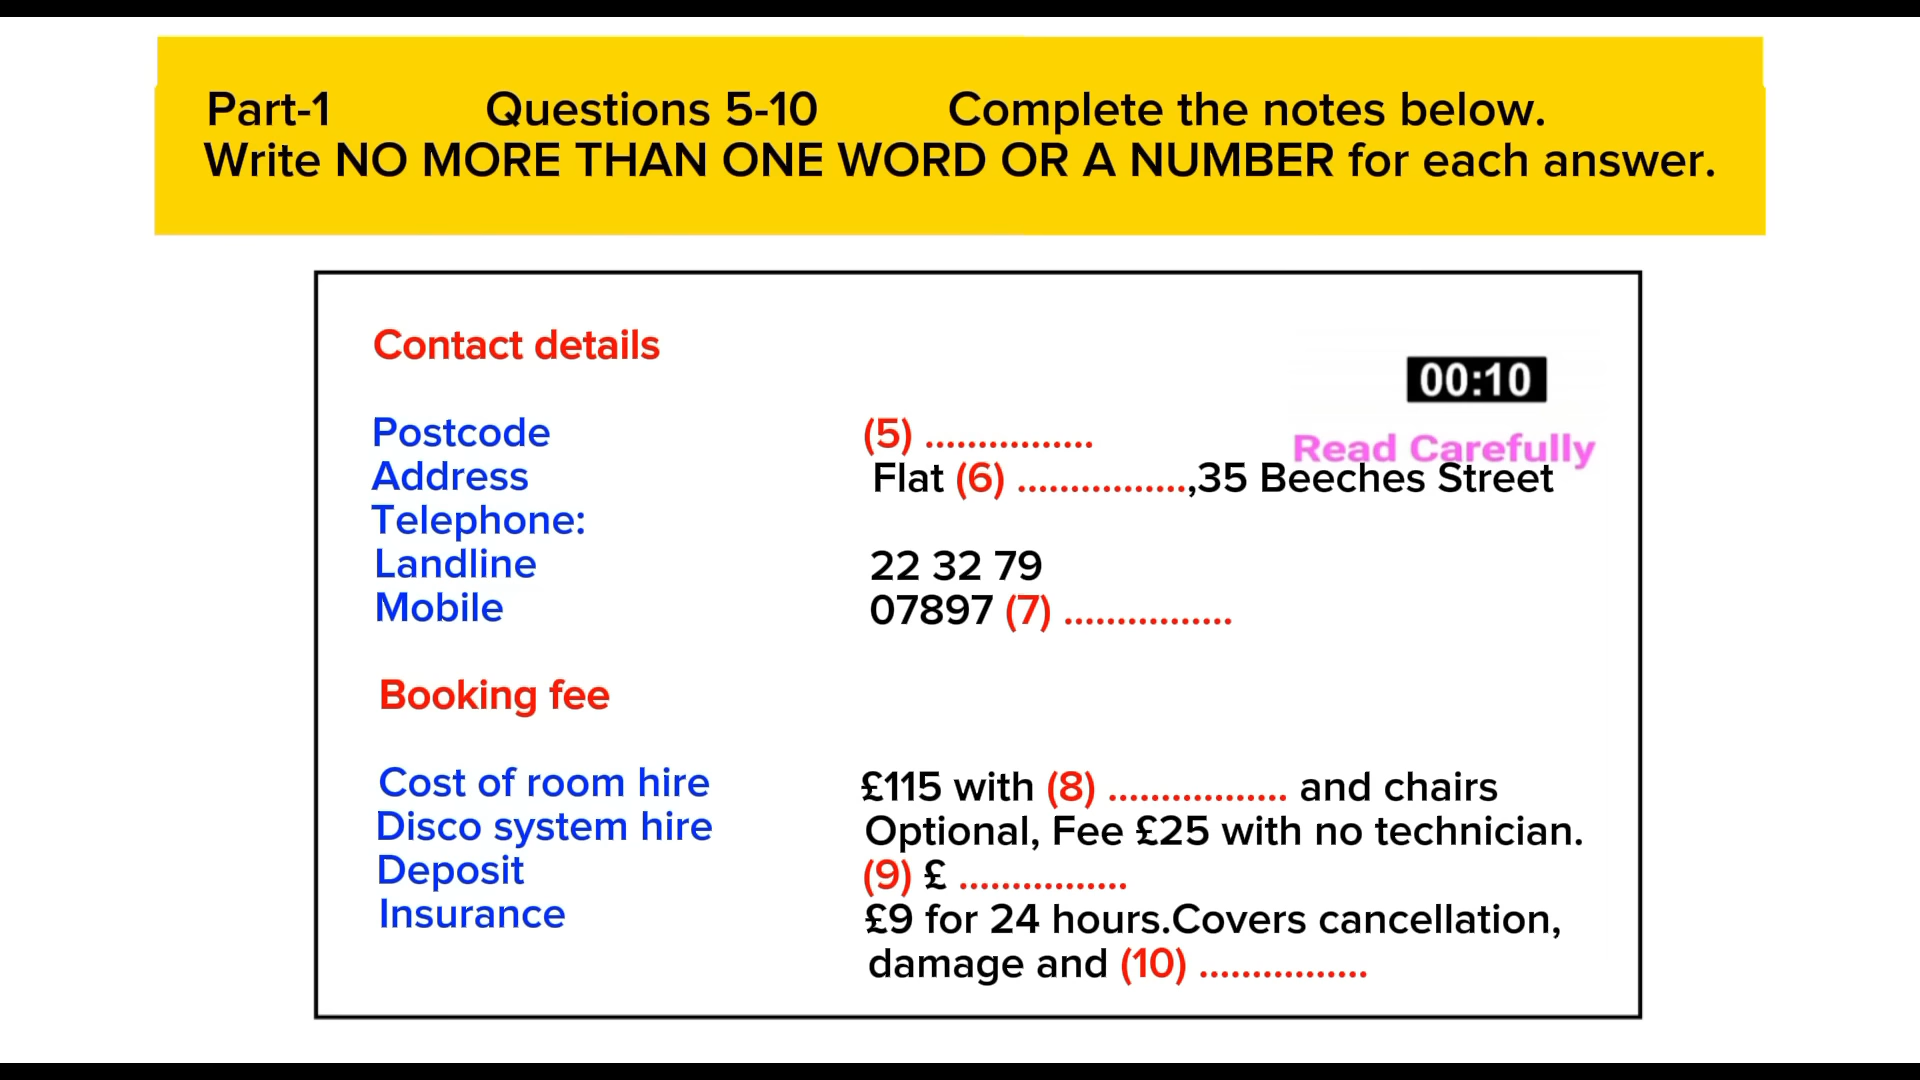 Part-1 Questions 5-10 Complete the notes below.
Write NO MORE THAN ONE WORD OR A NUMBER for each answer.
Contact details
00:10
Read Carefully
Postcode (5) ................
Address Flat (6) ................,35 Beeches Street
Telephone:
Landline 22 32 79
Mobile 07897 (7) ................
Booking fee
Cost of room hire £115 with (8) ................. and chairs
Disco system hire Optional, Fee £25 with no technician.
Deposit (9) £ ................
Insurance £9 for 24 hours.Covers cancellation,
damage and (10) ................